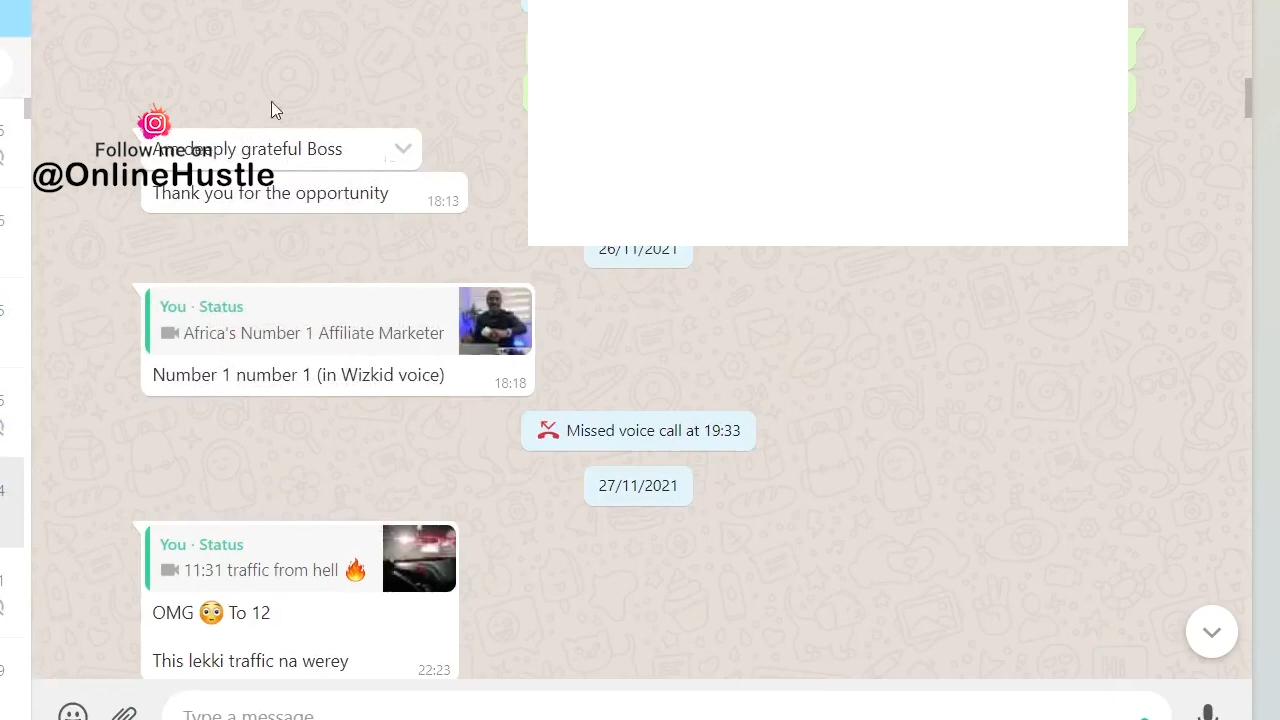 Follow me on
@OnlineHustle
Am deeply grateful Boss
Thank you for the opportunity
18:13
26/11/2021
You · Status
Africa's Number 1 Affiliate Marketer
Number 1 number 1 (in Wizkid voice)
18:18
Missed voice call at 19:33
27/11/2021
You · Status
11:31 traffic from hell 🔥
OMG 😳 To 12
This lekki traffic na werey
22:23
Type a message